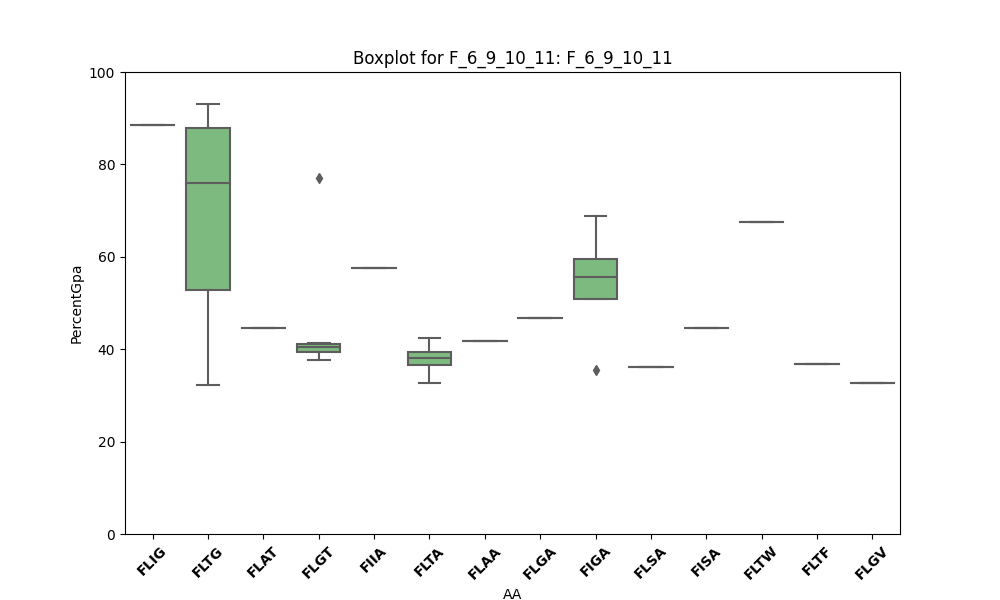 Boxplot for F_6_9_10_11: F_6_9_10_11
100
80
60
40
20
0
PercentGpa
FLIG FLTG FLAT FLGT FIIA FLTA FLAA FLGA FIGA FLSA FISA FLTW FLTF FLGV
AA